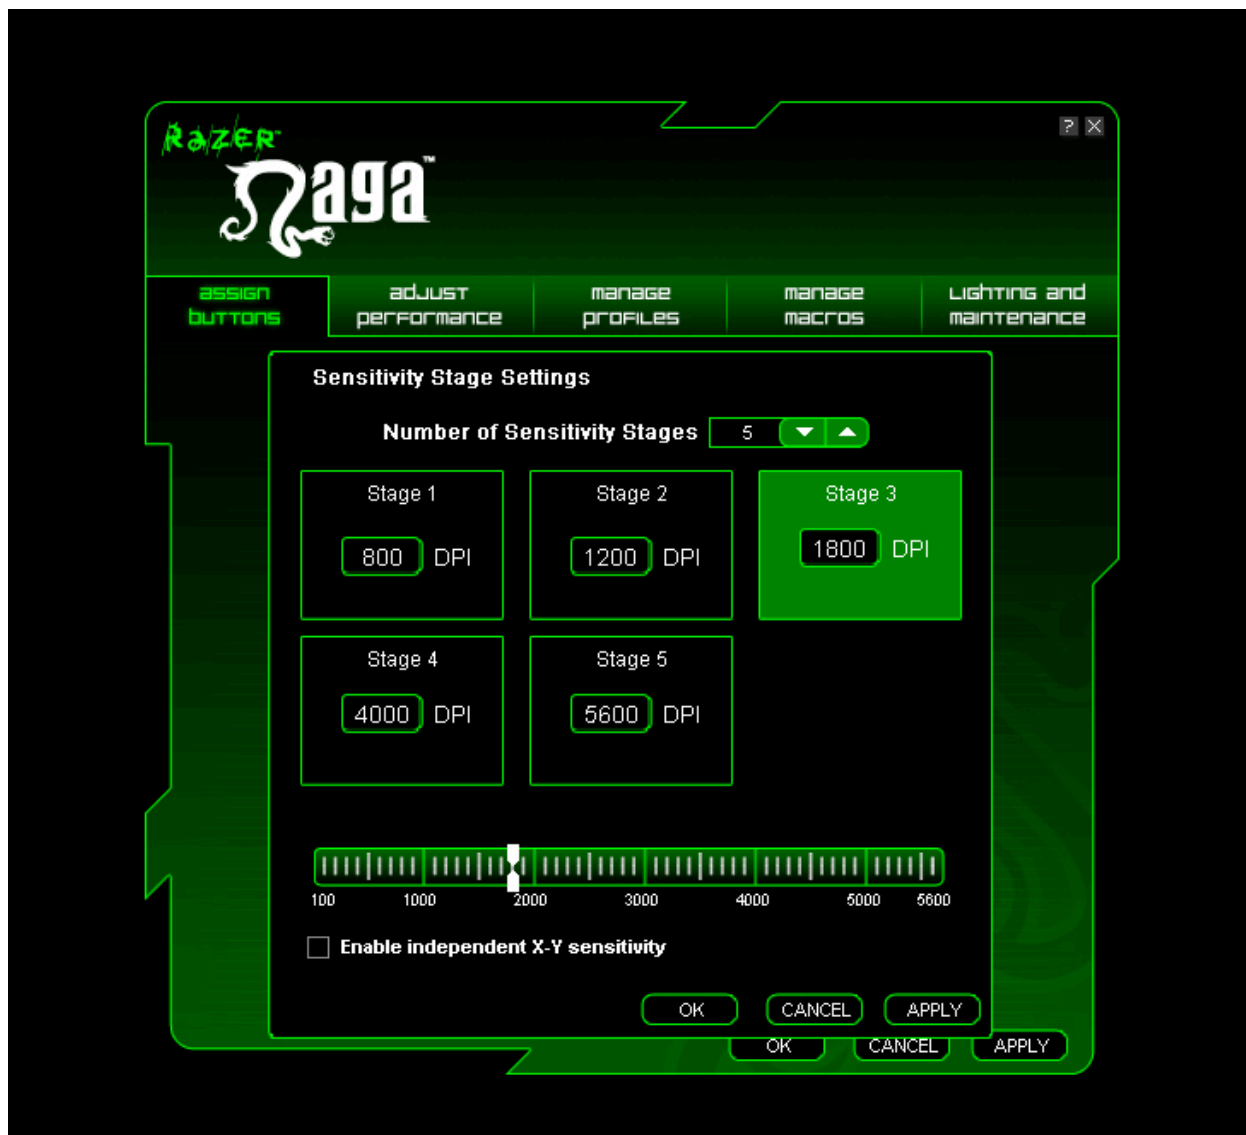 RAZER™
Naga™
? X
assign buttons
adjust performance
manage profiles
manage macros
Lighting and maintenance
Sensitivity Stage Settings
Number of Sensitivity Stages 5
Stage 1
800 DPI
Stage 2
1200 DPI
Stage 3
1800 DPI
Stage 4
4000 DPI
Stage 5
5600 DPI
100 1000 2000 3000 4000 5000 5600
Enable independent X-Y sensitivity
OK CANCEL APPLY
OK CANCEL APPLY